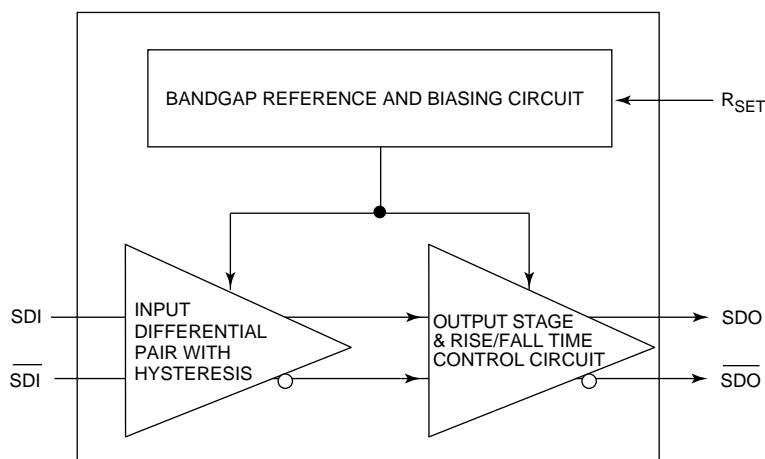 BANDGAP REFERENCE AND BIASING CIRCUIT
RSET
SDI
SDI
INPUT
DIFFERENTIAL
PAIR WITH
HYSTERESIS
OUTPUT STAGE
& RISE/FALL TIME
CONTROL CIRCUIT
SDO
SDO